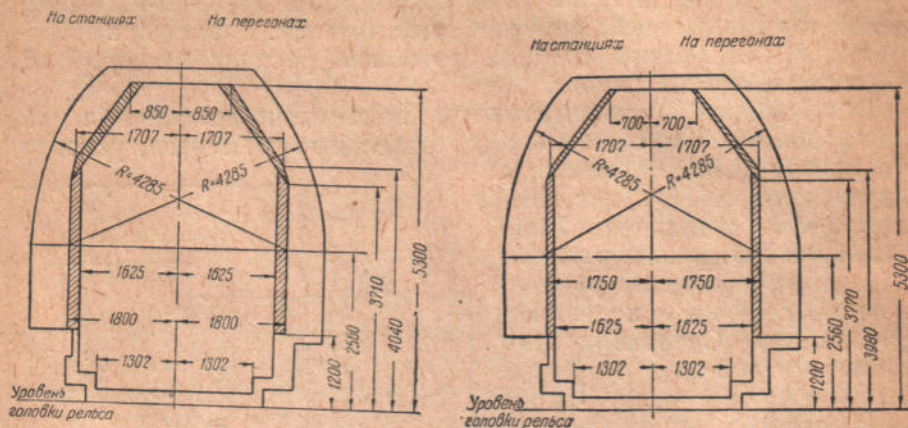 На станциях На перегонах
850 850
1707 1707
R=4285 R=4285
1625 1625
1800 1800
1302 1302
1200
2560
3710
4040
5300
Уровень
головки рельса
На станциях На перегонах
700 700
1707 1707
R=4285 R=4285
1750 1750
1625 1625
1302 1302
1200
2560
3770
3980
5300
Уровень
головки рельса